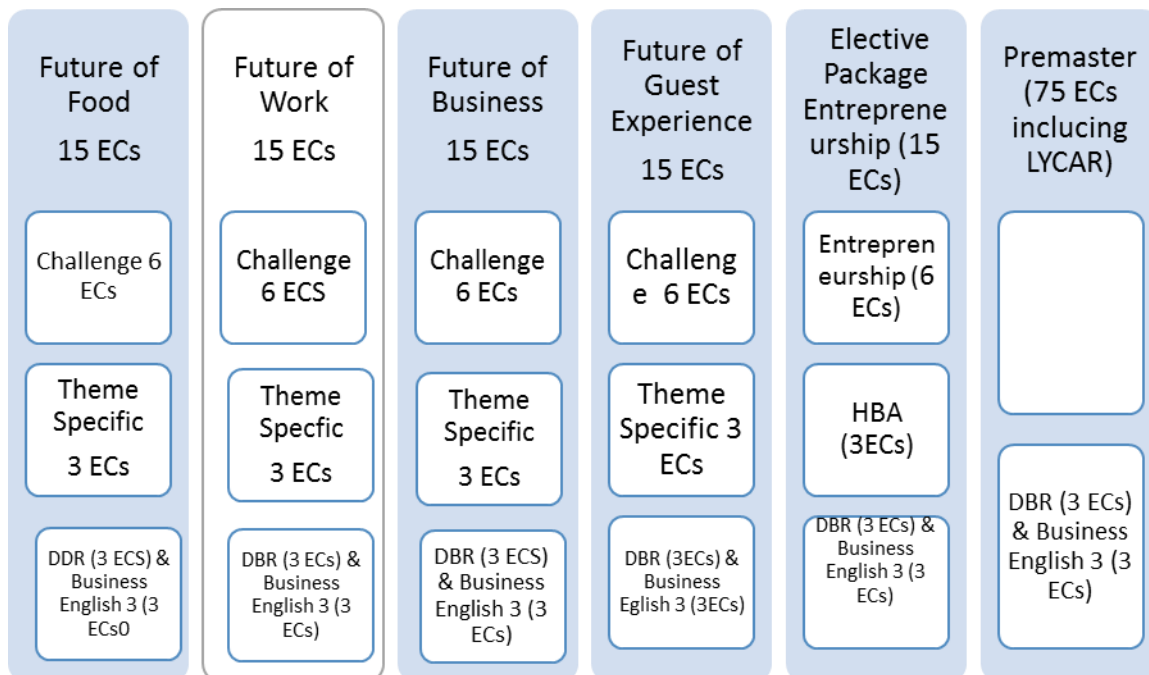 Future of
Food
15 ECs
Challenge 6
ECs
Theme
Specific
3 ECs
DDR (3 ECS) &
Business
English 3 (3
ECs0
Future of
Work
15 ECs
Challenge
6 ECS
Theme
Specfic
3 ECs
DBR (3 ECs) &
Business
English 3 (3
ECs)
Future of
Business
15 ECs
Challenge
6 ECs
Theme
Specific
3 ECs
DBR (3 ECS)
& Business
English 3 (3
ECs)
Future of
Guest
Experience
15 ECs
Challeng
e 6 ECs
Theme
Specific 3
ECs
DBR (3ECs) &
Business
Eglish 3 (3ECs)
Elective
Package
Entreprene
urship (15
ECs)
Entrepren
eurship (6
ECs)
HBA
(3ECs)
DBR (3 ECs) &
Business
English 3 (3
ECs)
Premaster
(75 ECs
inclucing
LYCAR)
DBR (3 ECs)
& Business
English 3 (3
ECs)